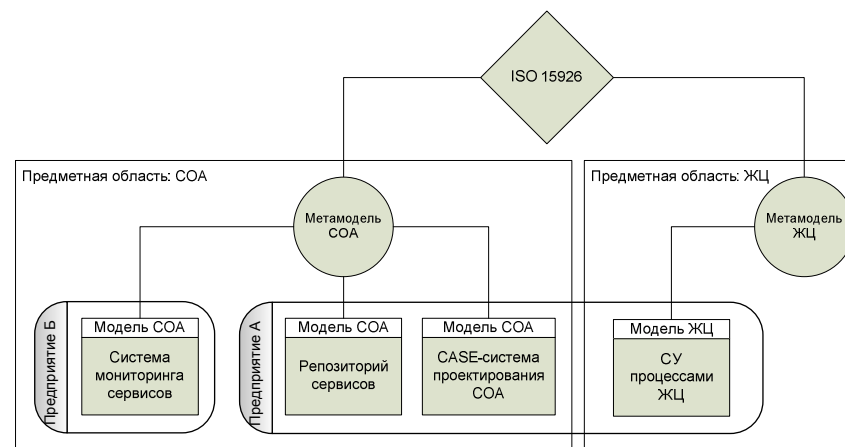 ISO 15926
Предметная область: СОА
Предметная область: ЖЦ
Метамодель
СОА
Метамодель
ЖЦ
Предприятие Б
Модель СОА
Система
мониторинга
сервисов
Предприятие А
Модель СОА
Репозиторий
сервисов
Модель СОА
CASE-система
проектирования
СОА
Модель ЖЦ
СУ
процессами
ЖЦ